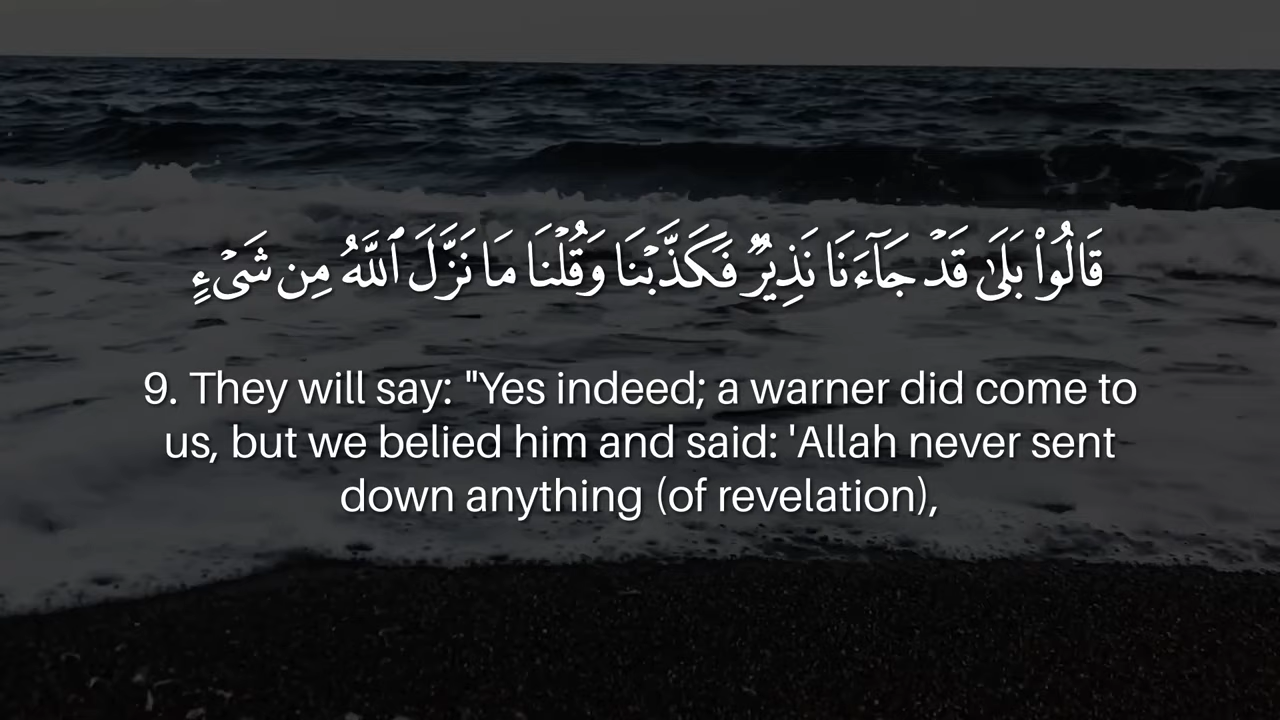 قَالُوا۟ بَلَىٰ قَدْ جَآءَنَا نَذِيرٌ فَكَذَّبْنَا وَقُلْنَا مَا نَزَّلَ ٱللَّهُ مِن شَىْءٍ
9. They will say: "Yes indeed; a warner did come to
us, but we belied him and said: 'Allah never sent
down anything (of revelation),